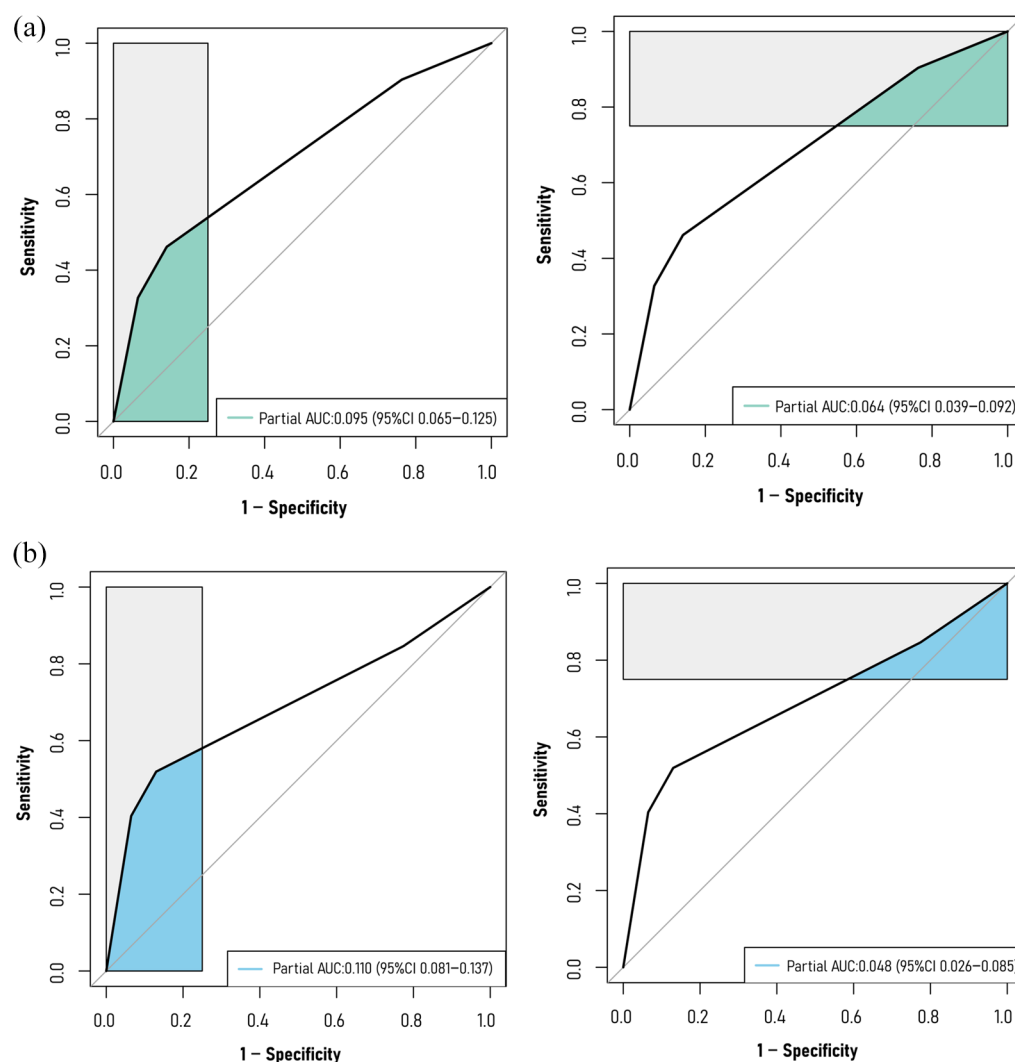 (a)
1.0
0.8
0.6
0.4
0.2
0.0
Sensitivity
Partial AUC:0.095 (95%CI 0.065–0.125)
0.0 0.2 0.4 0.6 0.8 1.0
1 – Specificity
1.0
0.8
0.6
0.4
0.2
0.0
Sensitivity
Partial AUC:0.064 (95%CI 0.039–0.092)
0.0 0.2 0.4 0.6 0.8 1.0
1 – Specificity
(b)
1.0
0.8
0.6
0.4
0.2
0.0
Sensitivity
Partial AUC:0.110 (95%CI 0.081–0.137)
0.0 0.2 0.4 0.6 0.8 1.0
1 – Specificity
1.0
0.8
0.6
0.4
0.2
0.0
Sensitivity
Partial AUC:0.048 (95%CI 0.026–0.085)
0.0 0.2 0.4 0.6 0.8 1.0
1 – Specificity